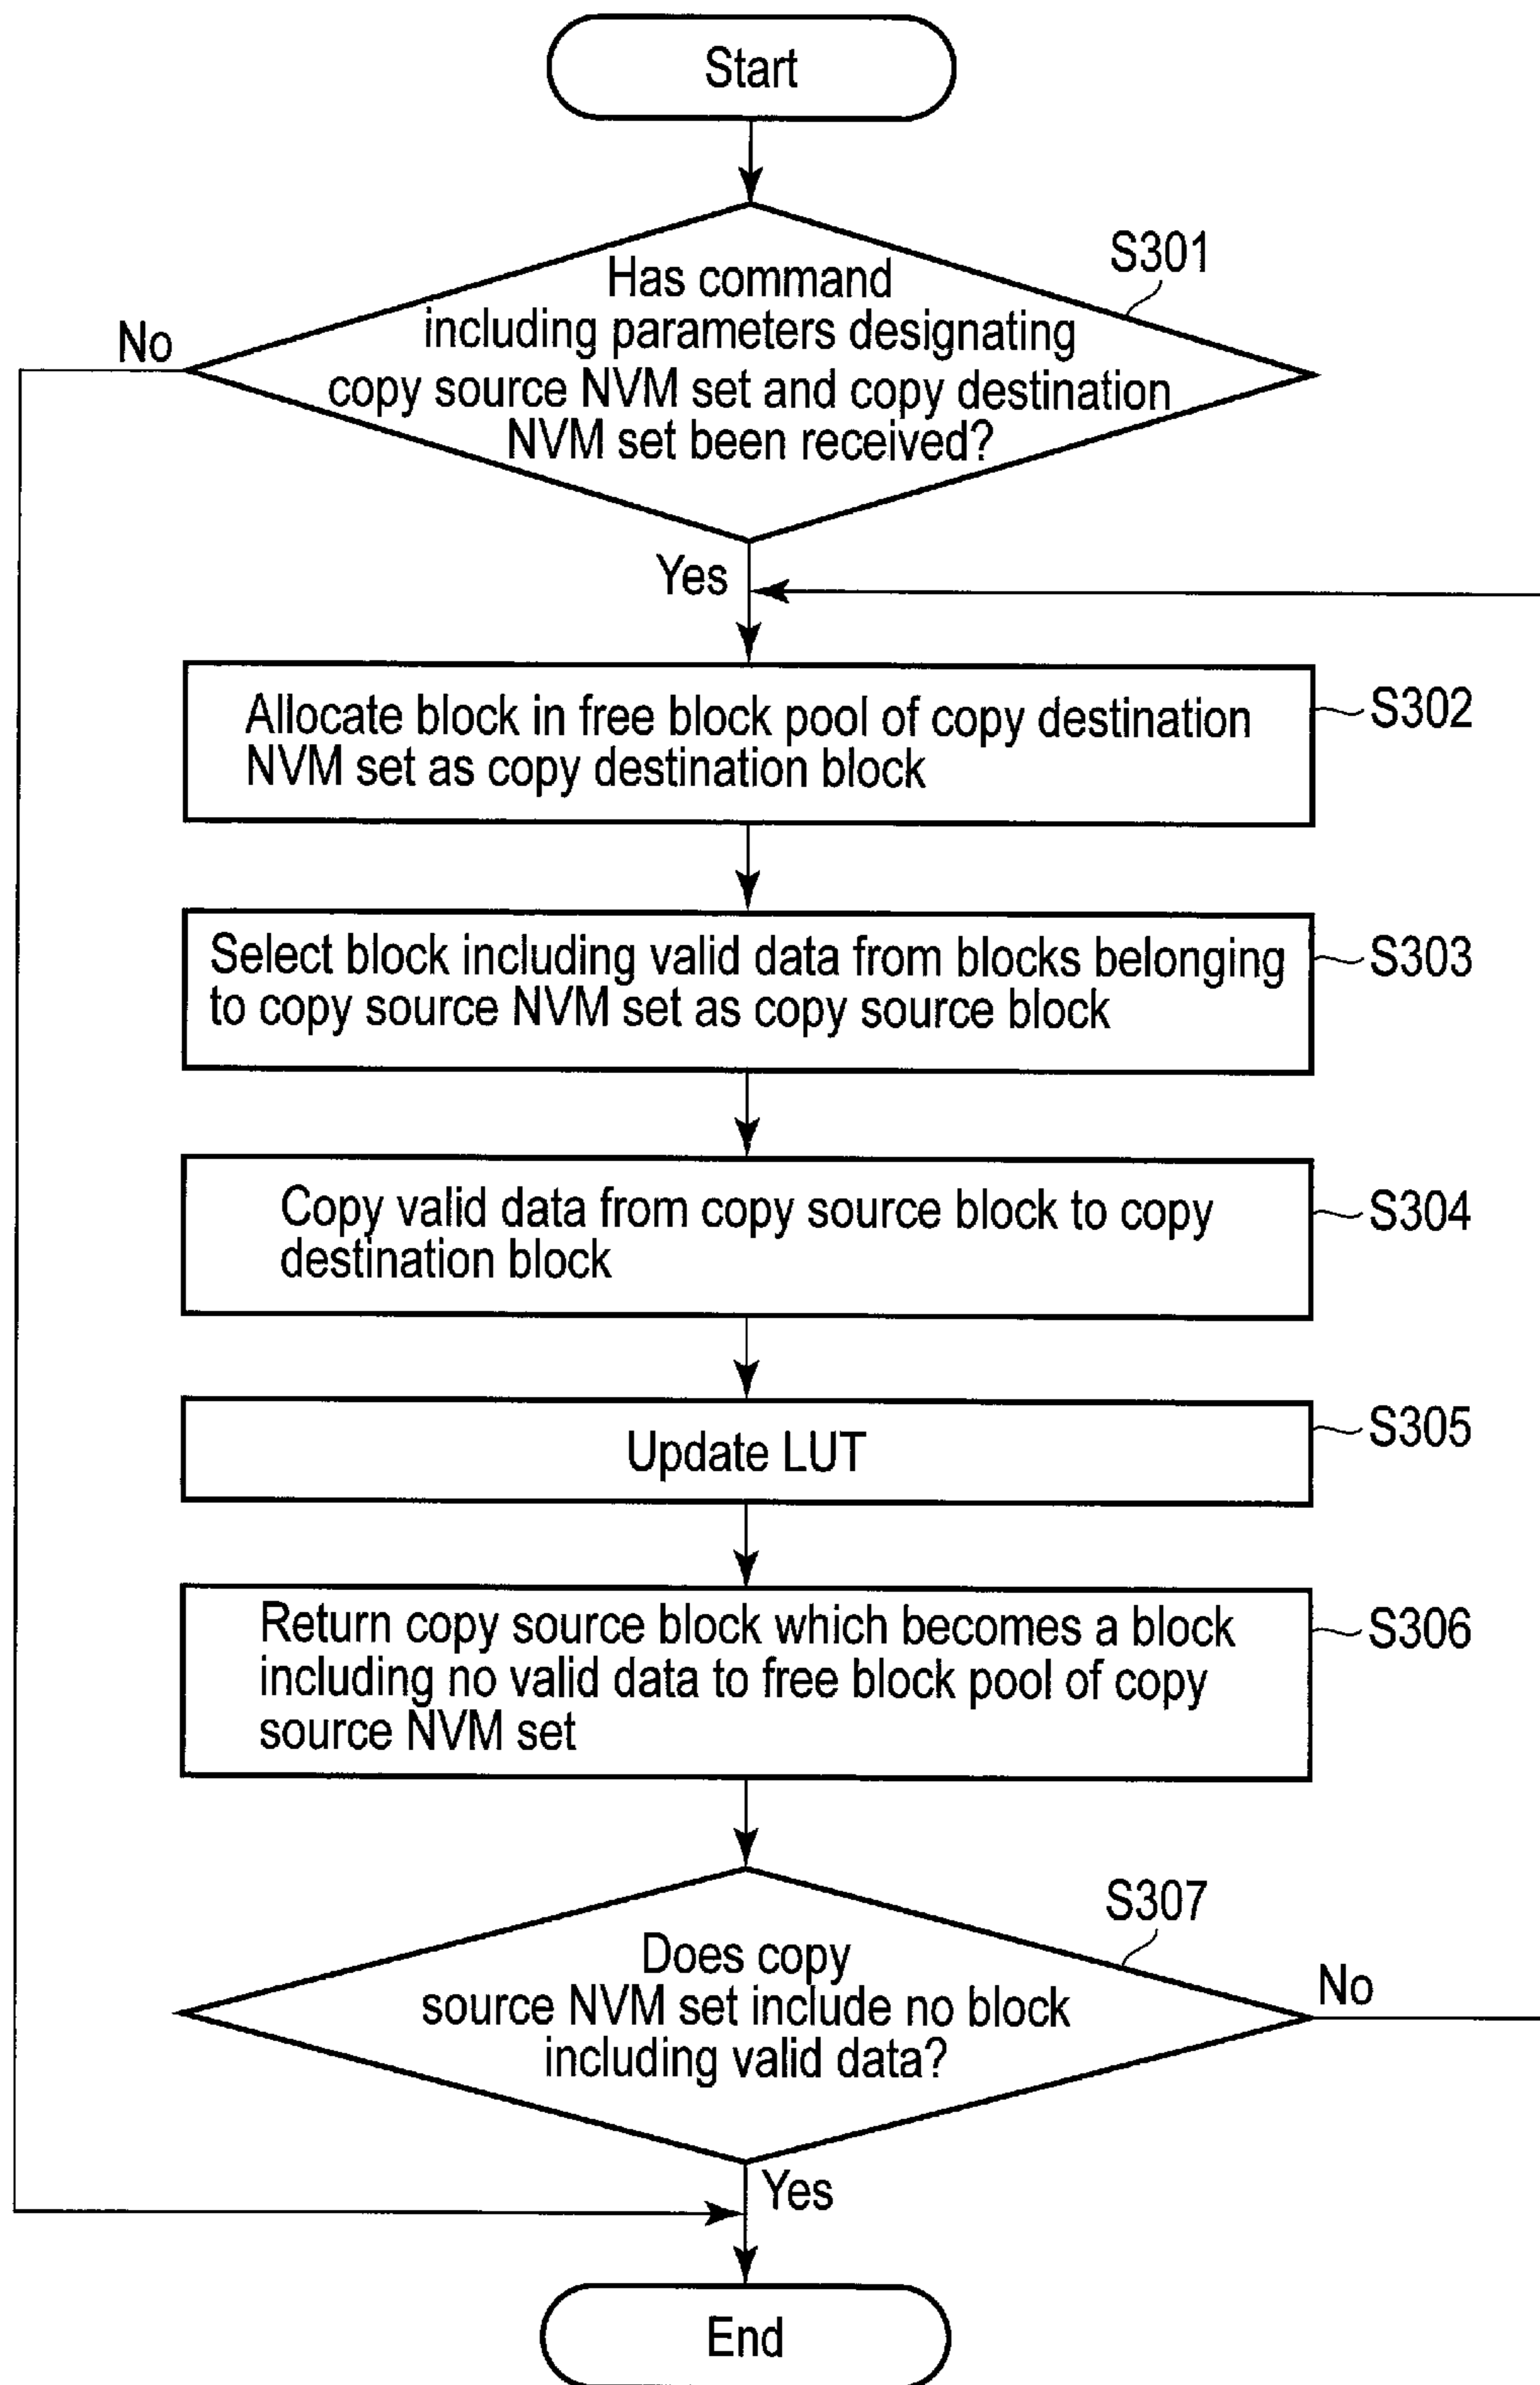 Start
S301
Has command
including parameters designating
copy source NVM set and copy destination
NVM set been received?
No
Yes
Allocate block in free block pool of copy destination
NVM set as copy destination block
S302
Select block including valid data from blocks belonging
to copy source NVM set as copy source block
S303
Copy valid data from copy source block to copy
destination block
S304
Update LUT
S305
Return copy source block which becomes a block
including no valid data to free block pool of copy
source NVM set
S306
S307
Does copy
source NVM set include no block
including valid data?
No
Yes
End